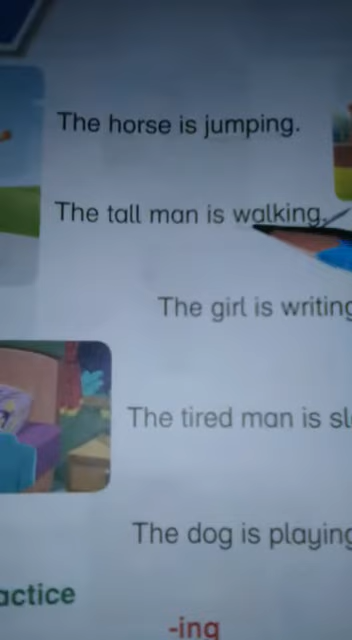 The horse is jumping.
The tall man is walking.
The girl is writing
The tired man is
The dog is playing
actice
-ing